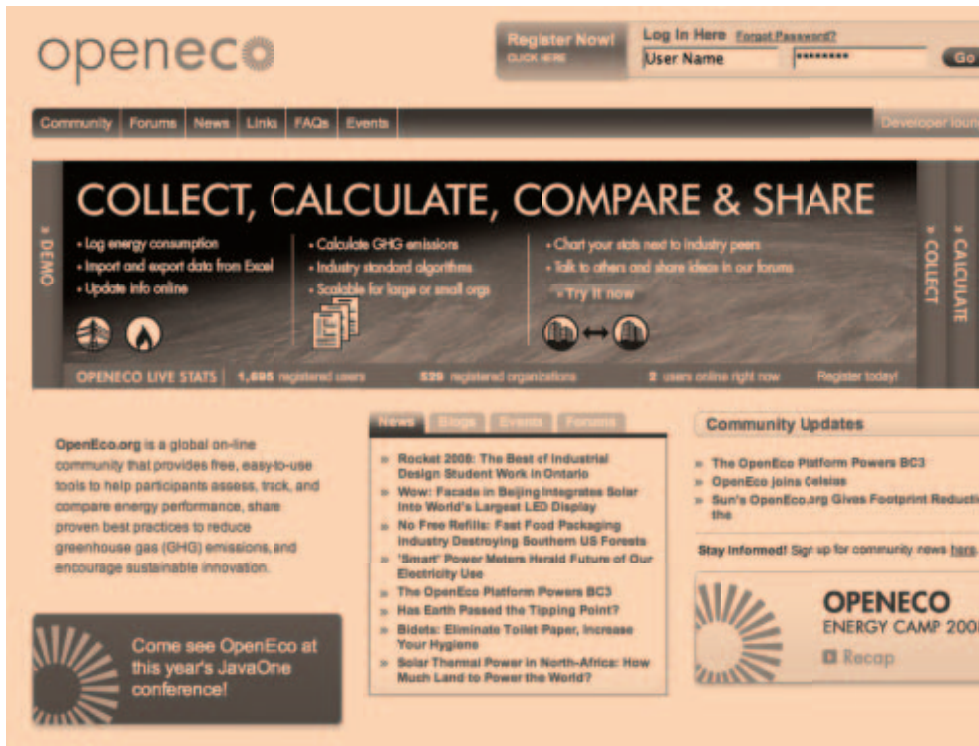 openeco
Register Now!
CLICK HERE
Log In Here Forgot Password?
User Name ********
Go
Community Forums News Links FAQs Events
Developer loun
» DEMO
COLLECT, CALCULATE, COMPARE & SHARE
• Log energy consumption
• Import and export data from Excel
• Update info online
• Calculate GHG emissions
• Industry standard algorithms
• Scalable for large or small orgs
• Chart your stats next to industry peers
• Talk to others and share ideas in our forums
» Try it now
» COLLECT
» CALCULATE
OPENECO LIVE STATS | 1,695 registered users 529 registered organizations 2 users online right now Register today!
OpenEco.org is a global on-line
community that provides free, easy-to-use
tools to help participants assess, track, and
compare energy performance, share
proven best practices to reduce
greenhouse gas (GHG) emissions, and
encourage sustainable innovation.
Come see OpenEco at
this year's JavaOne
conference!
News Blogs Events Forums
» Rocket 2008: The Best of Industrial
Design Student Work in Ontario
» Wow: Facade in Beijing Integrates Solar
Into World's Largest LED Display
» No Free Refills: Fast Food Packaging
Industry Destroying Southern US Forests
» 'Smart' Power Meters Herald Future of Our
Electricity Use
» The OpenEco Platform Powers BC3
» Has Earth Passed the Tipping Point?
» Bidets: Eliminate Toilet Paper, Increase
Your Hygiene
» Solar Thermal Power in North-Africa: How
Much Land to Power the World?
Community Updates
» The OpenEco Platform Powers BC3
» OpenEco joins Celsias
» Sun's OpenEco.org Gives Footprint Reducti
the
Stay Informed! Sign up for community news here
OPENECO
ENERGY CAMP 2008
Recap